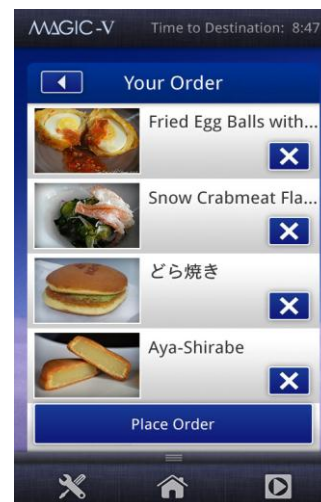 MAGIC-V
Time to Destination: 8:47
Your Order
Fried Egg Balls with...
Snow Crabmeat Fla...
どら焼き
Aya-Shirabe
Place Order